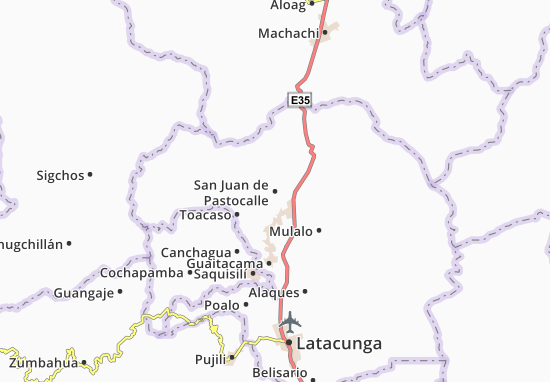 Aloag
Machachi
E35
Sigchos
San Juan de
Pastocalle
Toacaso
Mulalo
hugchillán
Canchagua
Guaitacama
Cochapamba
Saquisilí
Guangaje
Alaques
Poalo
Latacunga
Pujilí
Zumbahua
Belisario